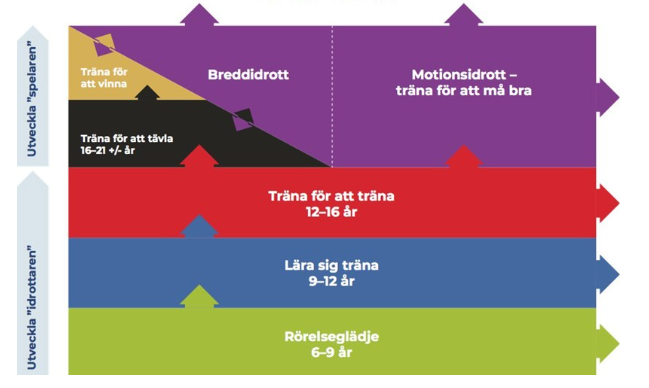 Utveckla ”spelaren”
Träna för
att vinna
Breddidrott
Motionsidrott –
träna för att må bra
Träna för att tävla
16–21 +/- år
Träna för att träna
12–16 år
Utveckla ”idrottaren”
Lära sig träna
9–12 år
Rörelseglädje
6–9 år